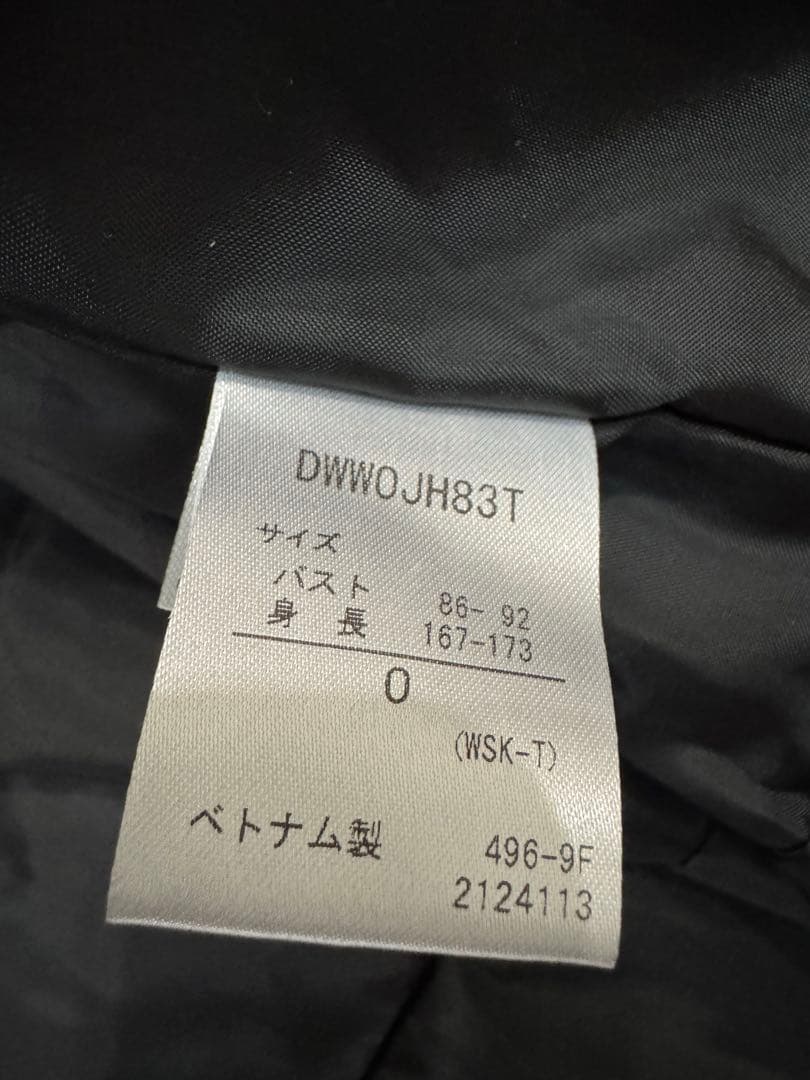 DWWOJH83T
サイズ
バスト 86- 92
身 長 167-173
O
(WSK-T)
ベトナム製 496-9F
2124113